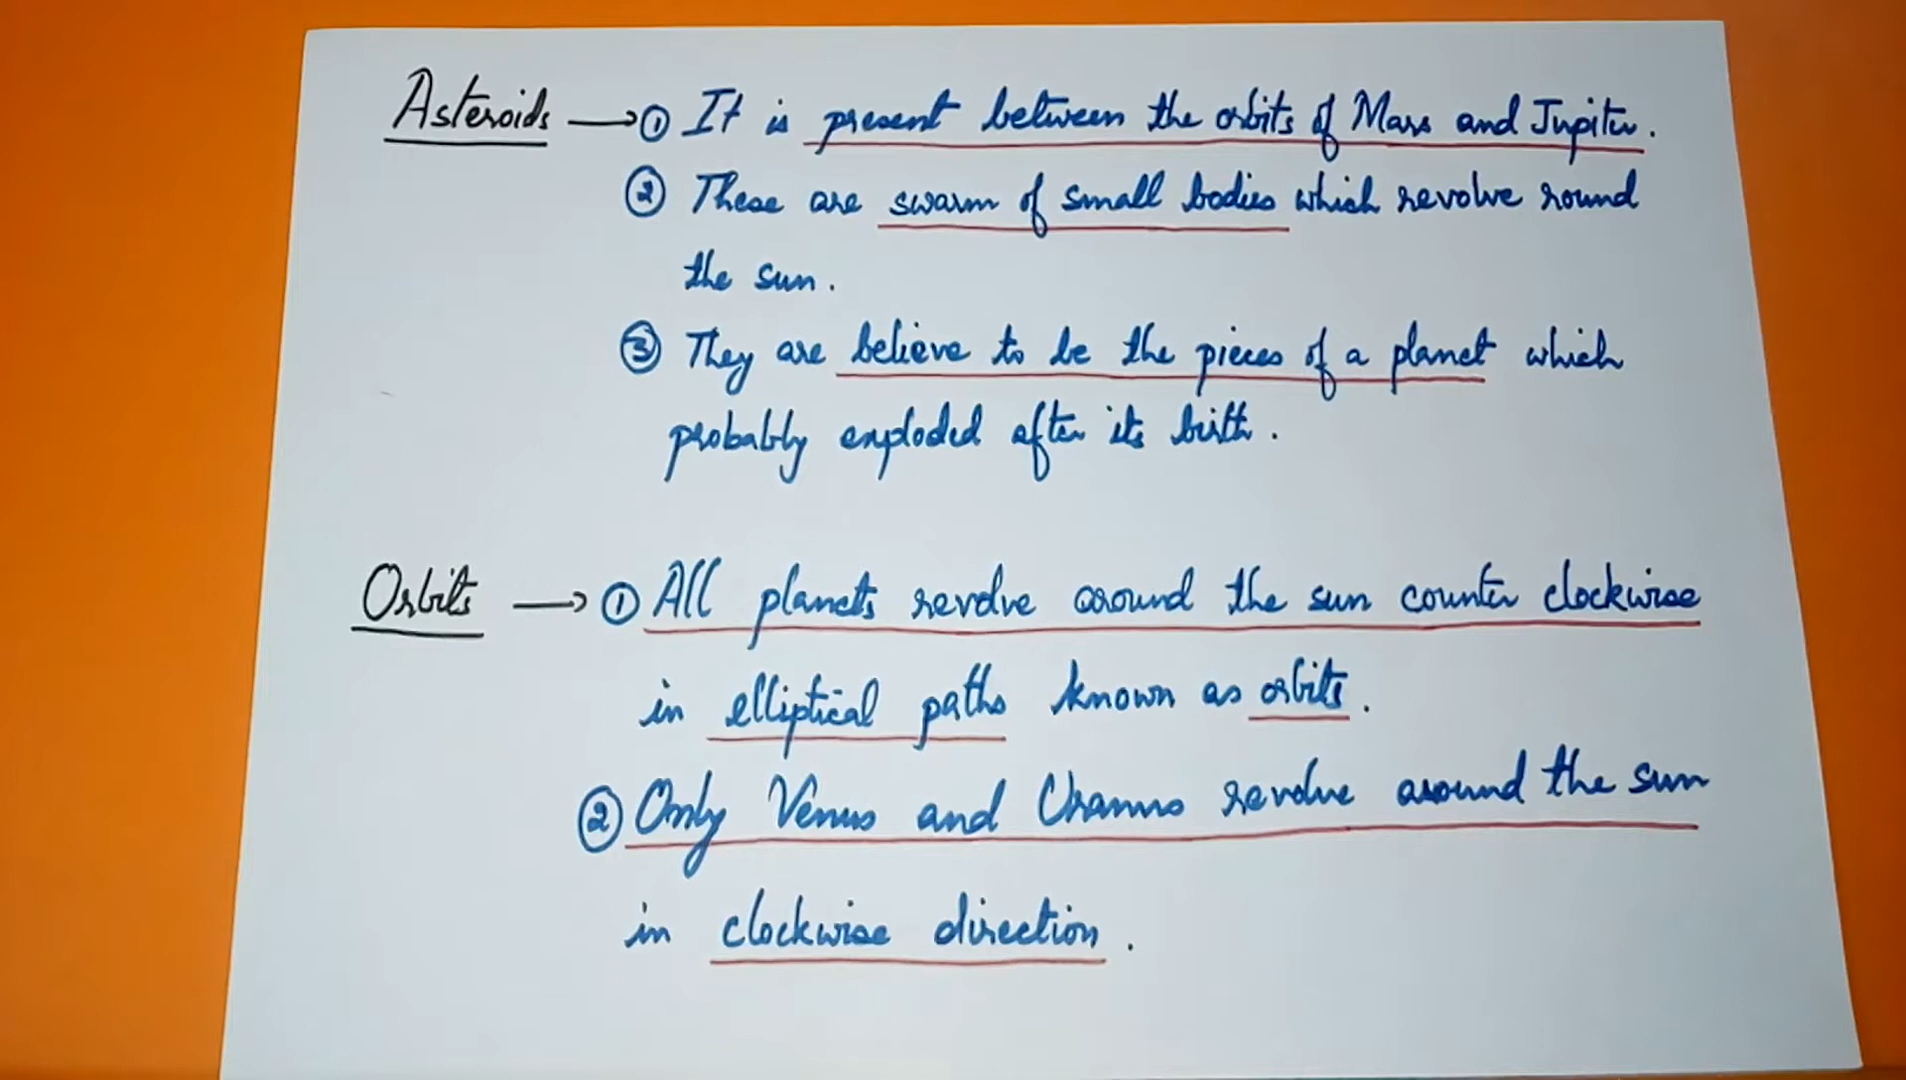 Asteroids → ① It is present between the orbits of Mars and Jupiter.
② These are swarm of small bodies which revolve round
the sun.
③ They are believe to be the pieces of a planet which
probably exploded after its birth.
Orbits → ① All planets revolve around the sun counter clockwise
in elliptical paths known as orbits.
② Only Venus and Uranus revolve around the sun
in clockwise direction.